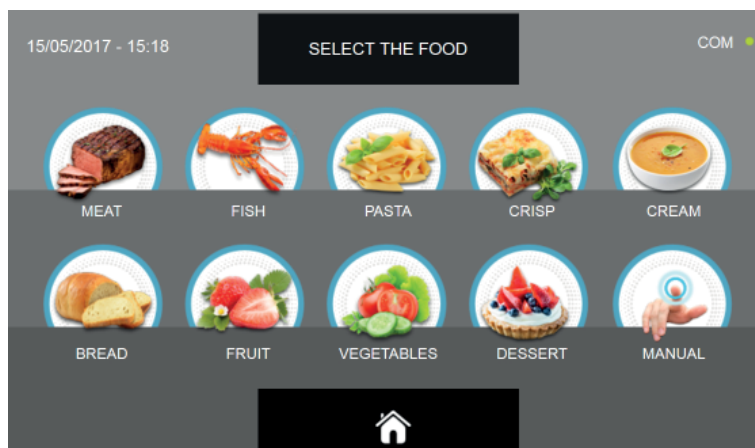 15/05/2017 - 15:18
SELECT THE FOOD
COM
MEAT
FISH
PASTA
CRISP
CREAM
BREAD
FRUIT
VEGETABLES
DESSERT
MANUAL